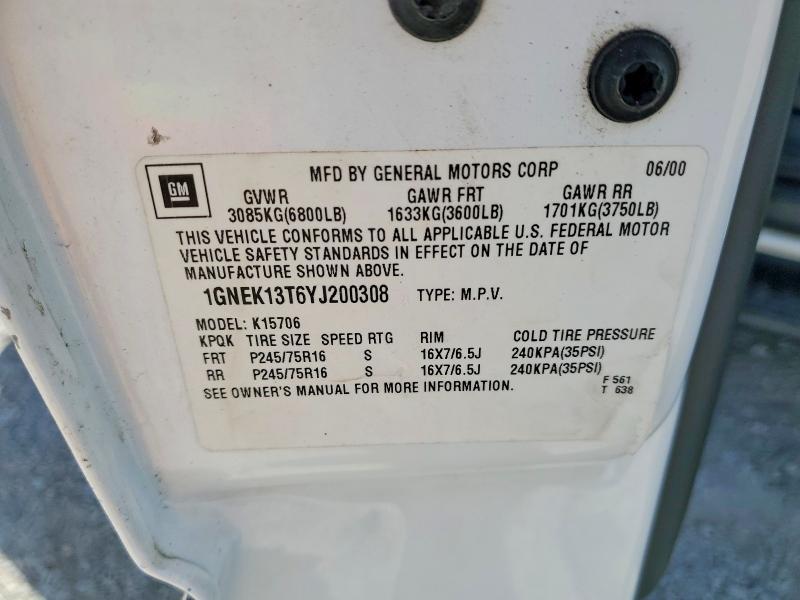 GM
MFD BY GENERAL MOTORS CORP 06/00
GVWR GAWR FRT GAWR RR
3085KG(6800LB) 1633KG(3600LB) 1701KG(3750LB)
THIS VEHICLE CONFORMS TO ALL APPLICABLE U.S. FEDERAL MOTOR
VEHICLE SAFETY STANDARDS IN EFFECT ON THE DATE OF
MANUFACTURE SHOWN ABOVE.
1GNEK13T6YJ200308 TYPE: M.P.V.
MODEL: K15706
KPQK TIRE SIZE SPEED RTG RIM COLD TIRE PRESSURE
FRT P245/75R16 S 16X7/6.5J 240KPA(35PSI)
RR P245/75R16 S 16X7/6.5J 240KPA(35PSI)
SEE OWNER'S MANUAL FOR MORE INFORMATION.
F 561
T 638